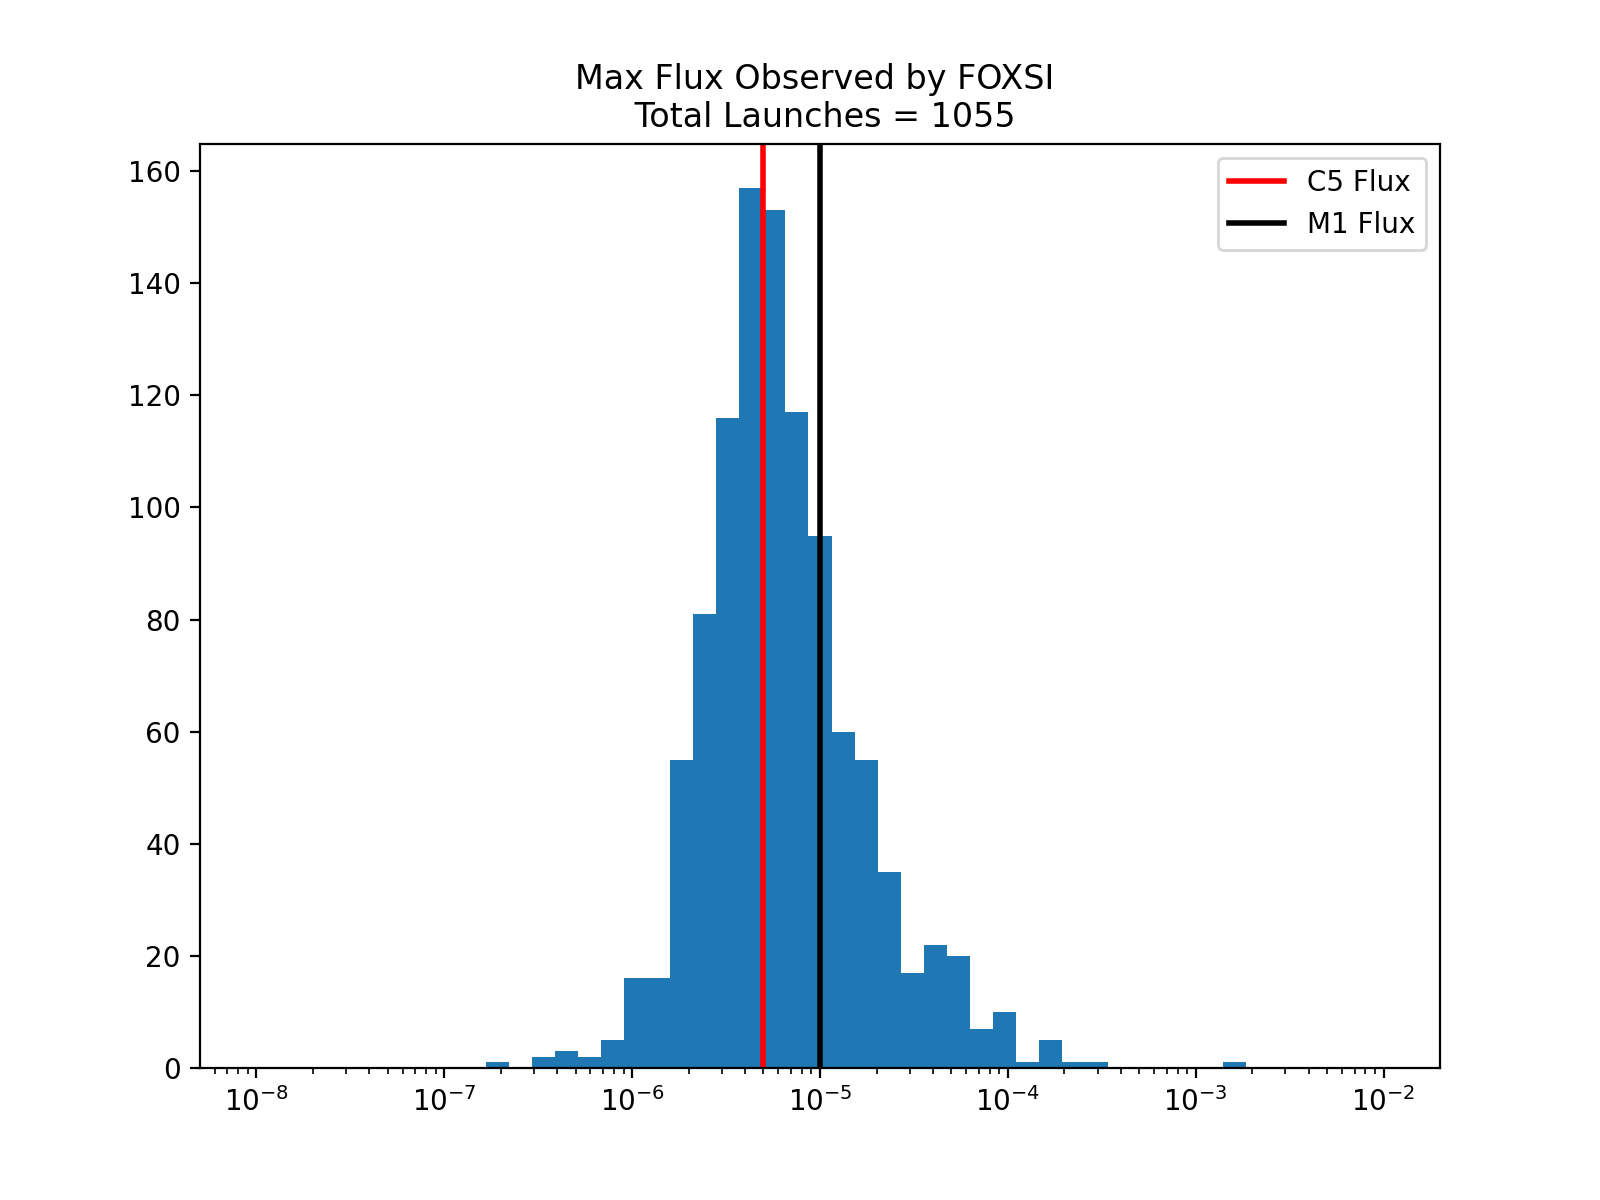 Max Flux Observed by FOXSI
Total Launches = 1055
C5 Flux
M1 Flux
160
140
120
100
80
60
40
20
0
10⁻⁸ 10⁻⁷ 10⁻⁶ 10⁻⁵ 10⁻⁴ 10⁻³ 10⁻²